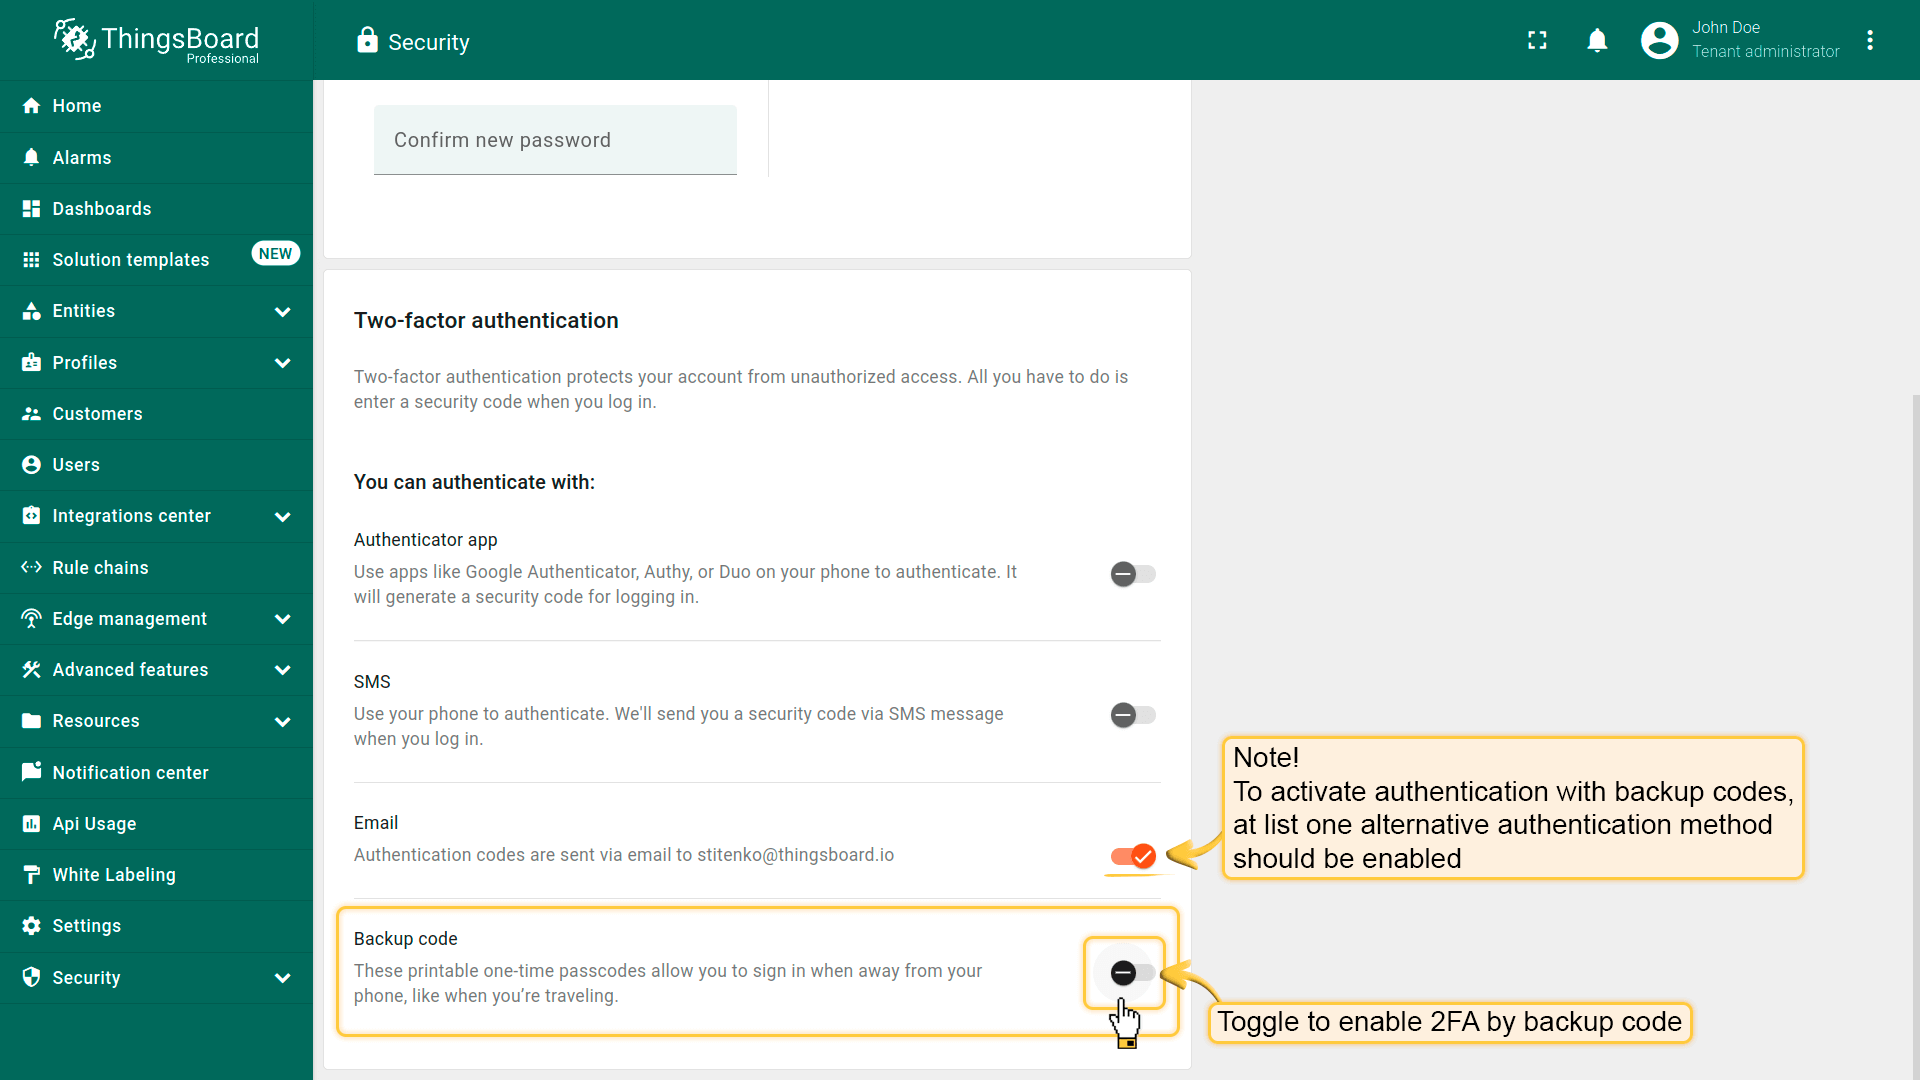 ThingsBoard
Professional
Security
John Doe
Tenant administrator
Home
Alarms
Dashboards
Solution templates
NEW
Entities
Profiles
Customers
Users
Integrations center
Rule chains
Edge management
Advanced features
Resources
Notification center
Api Usage
White Labeling
Settings
Security
Confirm new password
Two-factor authentication
Two-factor authentication protects your account from unauthorized access. All you have to do is
enter a security code when you log in.
You can authenticate with:
Authenticator app
Use apps like Google Authenticator, Authy, or Duo on your phone to authenticate. It
will generate a security code for logging in.
SMS
Use your phone to authenticate. We'll send you a security code via SMS message
when you log in.
Email
Authentication codes are sent via email to stitenko@thingsboard.io
Note!
To activate authentication with backup codes,
at list one alternative authentication method
should be enabled
Backup code
These printable one-time passcodes allow you to sign in when away from your
phone, like when you’re traveling.
Toggle to enable 2FA by backup code